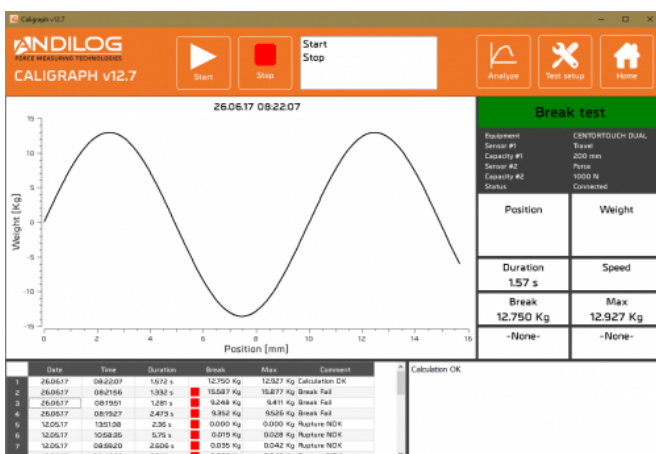 Caligraph v12.7
ANDILOG
FORCE MEASURING TECHNOLOGIES
CALIGRAPH v12.7
Start
Stop
Start
Stop
Analyze
Test setup
Home
26.06.17 08:22:07
Weight [Kg]
15
10
5
0
-5
-10
-15
0 2 4 6 8 10 12 14 16
Position [mm]
Break test
Equipment CENTORTOUCH DUAL
Sensor #1 Travel
Capacity #1 200 mm
Sensor #2 Force
Capacity #2 1000 N
Status Connected
Position Weight
Duration Speed
1.57 s
Break Max
12.750 Kg 12.927 Kg
-None- -None-
Date Time Duration Break Max Comment
1 26.06.17 08:22:07 1.572 s 12.750 Kg 12.927 Kg Calculation OK
2 26.06.17 08:21:56 1.332 s 15.587 Kg 15.877 Kg Break Fail
3 26.06.17 08:19:51 1.281 s 9.248 Kg 9.411 Kg Break Fail
4 26.06.17 08:19:27 2.473 s 9.352 Kg 9.526 Kg Break Fail
5 12.05.17 13:51:38 2.36 s 0.000 Kg 0.000 Kg Rupture NOK
6 12.05.17 10:58:35 5.75 s 0.019 Kg 0.028 Kg Rupture NOK
7 12.05.17 08:59:20 2.606 s 0.035 Kg 0.042 Kg Rupture NOK
Calculation OK